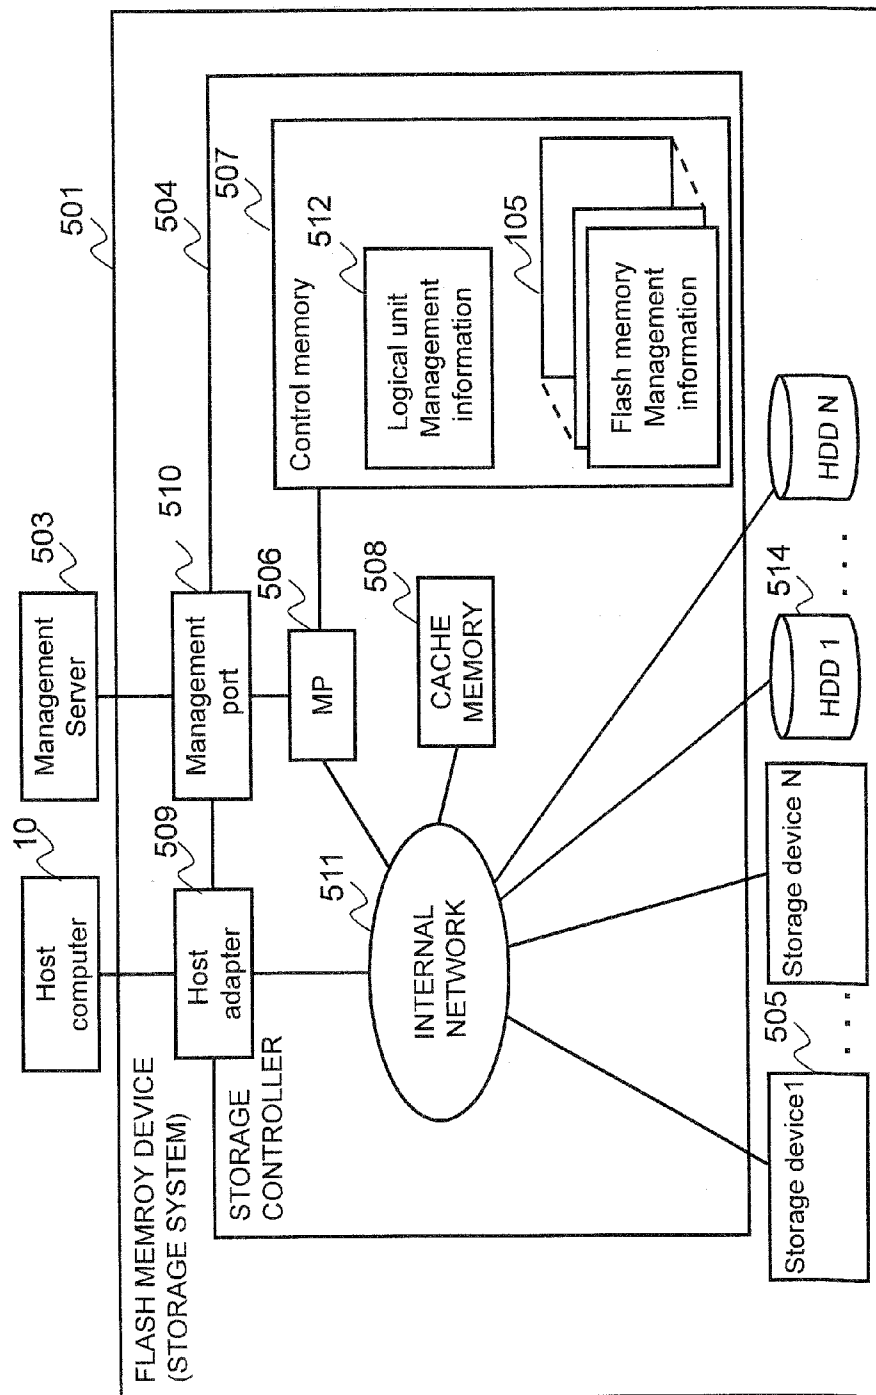 Host
computer
10
Management
Server
503
501
FLASH MEMROY DEVICE
(STORAGE SYSTEM)
Host
adapter
509
Management
port
510
504
STORAGE
CONTROLLER
MP
506
507
Control memory
Logical unit
Management
information
512
105
Flash memory
Management
information
INTERNAL
NETWORK
511
CACHE
MEMORY
508
Storage device1
505
. . .
Storage device N
HDD 1
514
. . .
HDD N